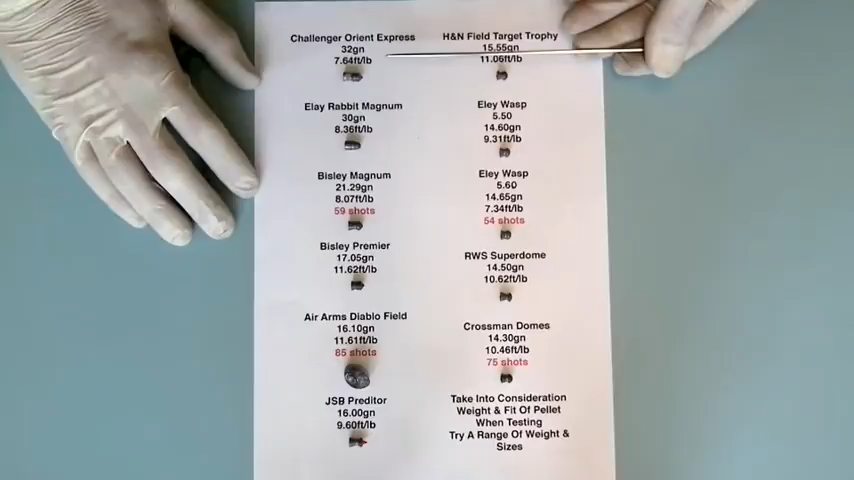 Challenger Orient Express
32gn
7.64ft/lb
Elay Rabbit Magnum
30gn
8.36ft/lb
Bisley Magnum
21.29gn
8.07ft/lb
59 shots
Bisley Premier
17.05gn
11.62ft/lb
Air Arms Diablo Field
16.10gn
11.61ft/lb
85 shots
JSB Preditor
16.00gn
9.60ft/lb
H&N Field Target Trophy
15.55gn
11.06ft/lb
Eley Wasp
5.50
14.60gn
9.31ft/lb
Eley Wasp
5.60
14.65gn
7.34ft/lb
54 shots
RWS Superdome
14.50gn
10.62ft/lb
Crossman Domes
14.30gn
10.46ft/lb
75 shots
Take Into Consideration
Weight & Fit Of Pellet
When Testing
Try A Range Of Weight &
Sizes